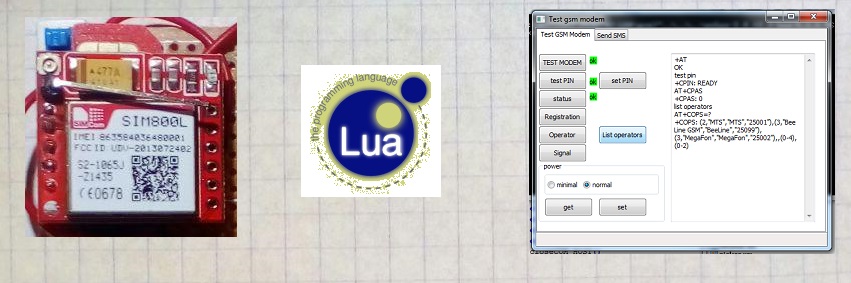 477A
SIMCom
SIM800L
IMEI 863584036480001
FCC ID UDV-2013072402
S2-1065J
-Z1435
CE0678
the programming language
Lua
Test gsm modem
Test GSM Modem
Send SMS
TEST MODEM
ok
test PIN
ok
set PIN
status
ok
Registration
Operator
List operators
Signal
power
minimal
normal
get
set
+AT
OK
test pin
+CPIN: READY
AT+CPAS
+CPAS: 0
list operators
AT+COPS=?
+COPS: (2,"MTS","MTS","25001"),(3,"Bee
Line GSM","BeeLine","25099"),
(3,"MegaFon","MegaFon","25002"),,(0-4),
(0-2)